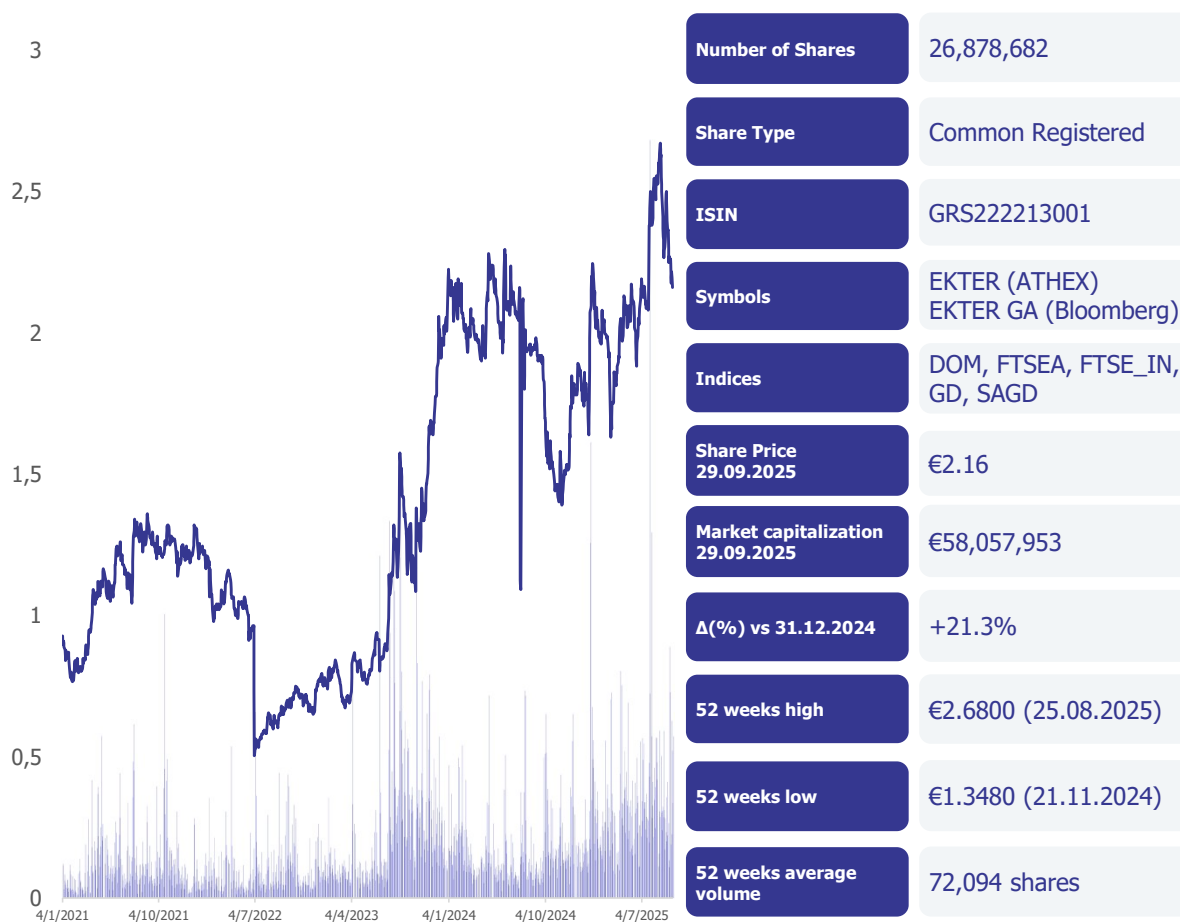 3
2,5
2
1,5
1
0,5
0
4/1/2021
4/10/2021
4/7/2022
4/4/2023
4/1/2024
4/10/2024
4/7/2025
Number of Shares
26,878,682
Share Type
Common Registered
ISIN
GRS222213001
Symbols
EKTER (ATHEX)
EKTER GA (Bloomberg)
Indices
DOM, FTSEA, FTSE_IN,
GD, SAGD
Share Price
29.09.2025
€2.16
Market capitalization
29.09.2025
€58,057,953
Δ(%) vs 31.12.2024
+21.3%
52 weeks high
€2.6800 (25.08.2025)
52 weeks low
€1.3480 (21.11.2024)
52 weeks average
volume
72,094 shares